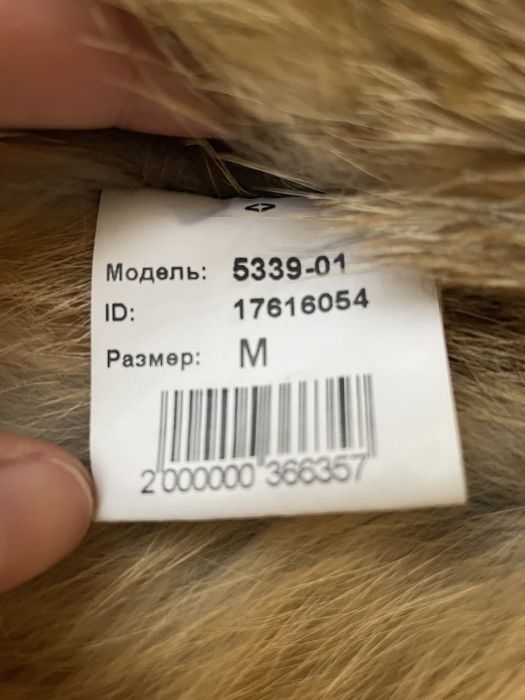 <>
Модель: 5339-01
ID: 17616054
Размер: M
2 000000 366357